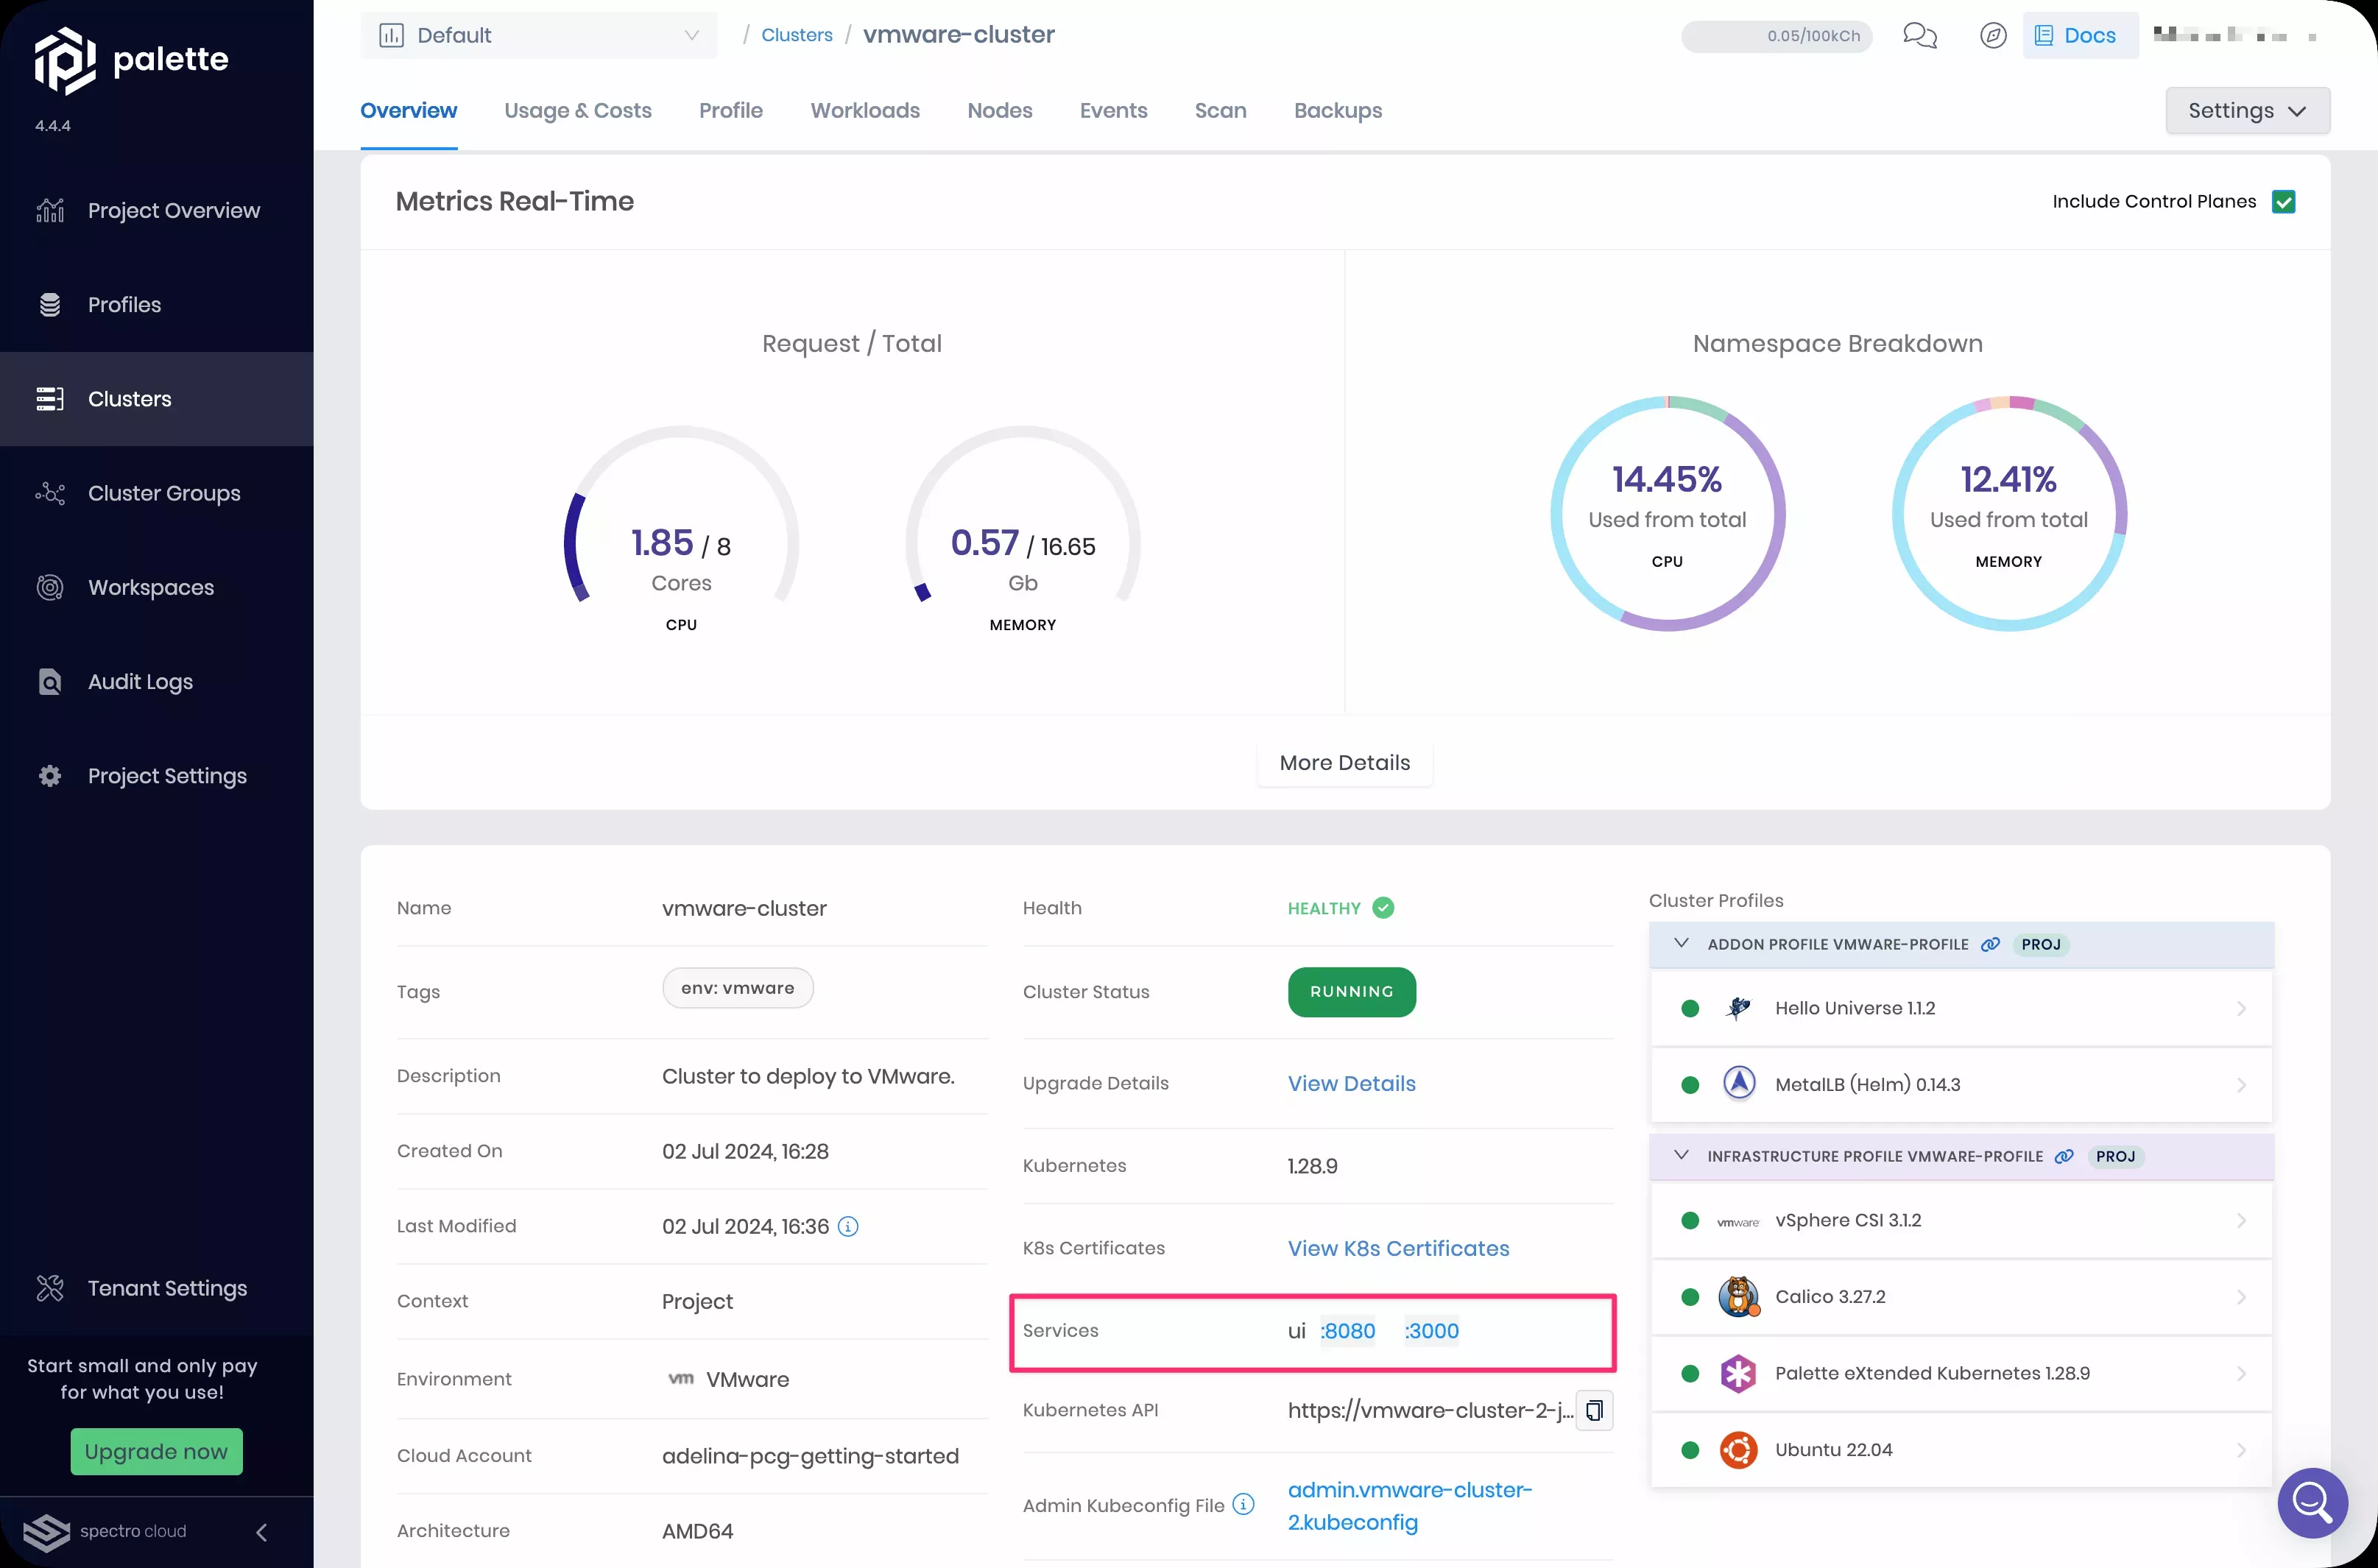 palette
4.4.4
Project Overview
Profiles
Clusters
Cluster Groups
Workspaces
Audit Logs
Project Settings
Tenant Settings
Start small and only pay
for what you use!
Upgrade now
spectro cloud
Default
/ Clusters / vmware-cluster
0.05/100kCh
Docs
Overview
Usage & Costs
Profile
Workloads
Nodes
Events
Scan
Backups
Settings
Metrics Real-Time
Include Control Planes
Request / Total
1.85 / 8
Cores
CPU
0.57 / 16.65
Gb
MEMORY
Namespace Breakdown
14.45%
Used from total
CPU
12.41%
Used from total
MEMORY
More Details
Name vmware-cluster
Tags env: vmware
Description Cluster to deploy to VMware.
Created On 02 Jul 2024, 16:28
Last Modified 02 Jul 2024, 16:36
Context Project
Environment vm VMware
Cloud Account adelina-pcg-getting-started
Architecture AMD64
Health HEALTHY
Cluster Status RUNNING
Upgrade Details View Details
Kubernetes 1.28.9
K8s Certificates View K8s Certificates
Services ui :8080 :3000
Kubernetes API https://vmware-cluster-2-j...
Admin Kubeconfig File admin.vmware-cluster-
2.kubeconfig
Cluster Profiles
ADDON PROFILE VMWARE-PROFILE PROJ
Hello Universe 1.1.2
MetalLB (Helm) 0.14.3
INFRASTRUCTURE PROFILE VMWARE-PROFILE PROJ
vmware vSphere CSI 3.1.2
Calico 3.27.2
Palette eXtended Kubernetes 1.28.9
Ubuntu 22.04